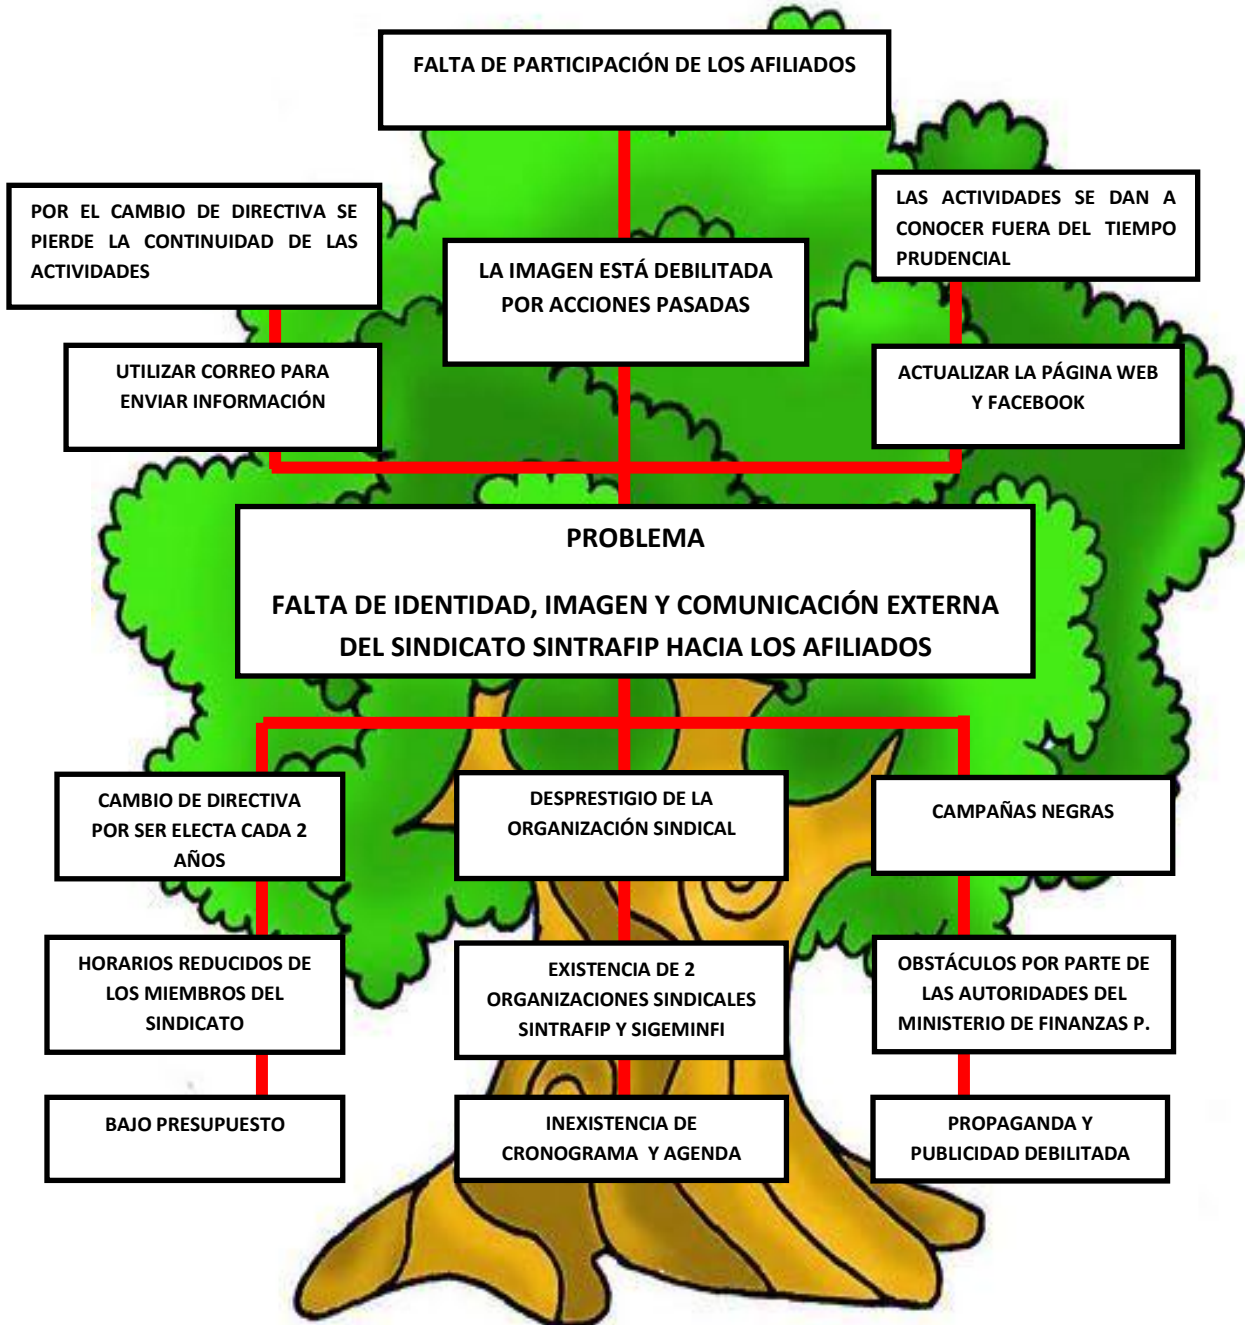 FALTA DE PARTICIPACIÓN DE LOS AFILIADOS
POR EL CAMBIO DE DIRECTIVA SE
PIERDE LA CONTINUIDAD DE LAS
ACTIVIDADES
LA IMAGEN ESTÁ DEBILITADA
POR ACCIONES PASADAS
LAS ACTIVIDADES SE DAN A
CONOCER FUERA DEL TIEMPO
PRUDENCIAL
UTILIZAR CORREO PARA
ENVIAR INFORMACIÓN
ACTUALIZAR LA PÁGINA WEB
Y FACEBOOK
PROBLEMA
FALTA DE IDENTIDAD, IMAGEN Y COMUNICACIÓN EXTERNA
DEL SINDICATO SINTRAFIP HACIA LOS AFILIADOS
CAMBIO DE DIRECTIVA
POR SER ELECTA CADA 2
AÑOS
DESPRESTIGIO DE LA
ORGANIZACIÓN SINDICAL
CAMPAÑAS NEGRAS
HORARIOS REDUCIDOS DE
LOS MIEMBROS DEL
SINDICATO
EXISTENCIA DE 2
ORGANIZACIONES SINDICALES
SINTRAFIP Y SIGEMINFI
OBSTÁCULOS POR PARTE DE
LAS AUTORIDADES DEL
MINISTERIO DE FINANZAS P.
BAJO PRESUPUESTO
INEXISTENCIA DE
CRONOGRAMA Y AGENDA
PROPAGANDA Y
PUBLICIDAD DEBILITADA